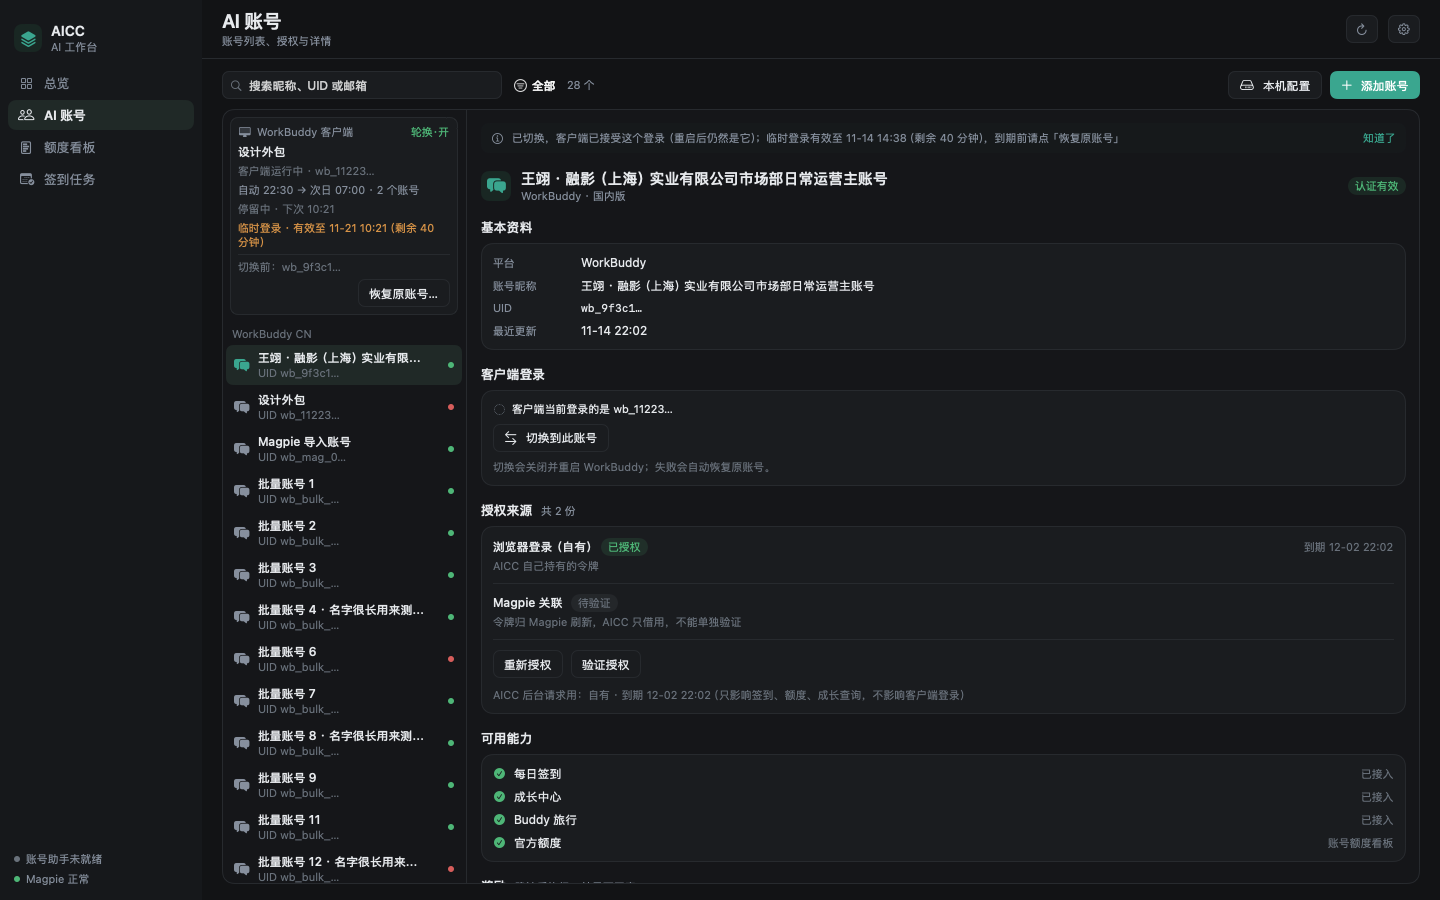 AICC
AI 工作台
总览
AI 账号
额度看板
签到任务
账号助手未就绪
Magpie 正常
AI 账号
账号列表、授权与详情
搜索昵称、UID 或邮箱
全部 28 个
本机配置
添加账号
WorkBuddy 客户端 轮换·开
设计外包
客户端运行中 · wb_11223…
自动 22:30 → 次日 07:00 · 2 个账号
停留中 · 下次 10:21
临时登录 · 有效至 11-21 10:21 (剩余 40
分钟)
切换前：wb_9f3c1…
恢复原账号…
WorkBuddy CN
王翊 · 融影（上海）实业有限…
UID wb_9f3c1…
设计外包
UID wb_11223…
Magpie 导入账号
UID wb_mag_0…
批量账号 1
UID wb_bulk_…
批量账号 2
UID wb_bulk_…
批量账号 3
UID wb_bulk_…
批量账号 4 · 名字很长用来测…
UID wb_bulk_…
批量账号 6
UID wb_bulk_…
批量账号 7
UID wb_bulk_…
批量账号 8 · 名字很长用来测…
UID wb_bulk_…
批量账号 9
UID wb_bulk_…
批量账号 11
UID wb_bulk_…
批量账号 12 · 名字很长用来…
UID wb_bulk_…
已切换，客户端已接受这个登录 (重启后仍然是它)；临时登录有效至 11-14 14:38 (剩余 40 分钟)，到期前请点「恢复原账号」 知道了
王翊 · 融影（上海）实业有限公司市场部日常运营主账号
WorkBuddy · 国内版
认证有效
基本资料
平台 WorkBuddy
账号昵称 王翊 · 融影（上海）实业有限公司市场部日常运营主账号
UID wb_9f3c1…
最近更新 11-14 22:02
客户端登录
客户端当前登录的是 wb_11223…
切换到此账号
切换会关闭并重启 WorkBuddy；失败会自动恢复原账号。
授权来源 共 2 份
浏览器登录（自有） 已授权 到期 12-02 22:02
AICC 自己持有的令牌
Magpie 关联 待验证
令牌归 Magpie 刷新，AICC 只借用，不能单独验证
重新授权 验证授权
AICC 后台请求用：自有 · 到期 12-02 22:02 (只影响签到、额度、成长查询，不影响客户端登录)
可用能力
每日签到 已接入
成长中心 已接入
Buddy 旅行 已接入
官方额度 账号额度看板